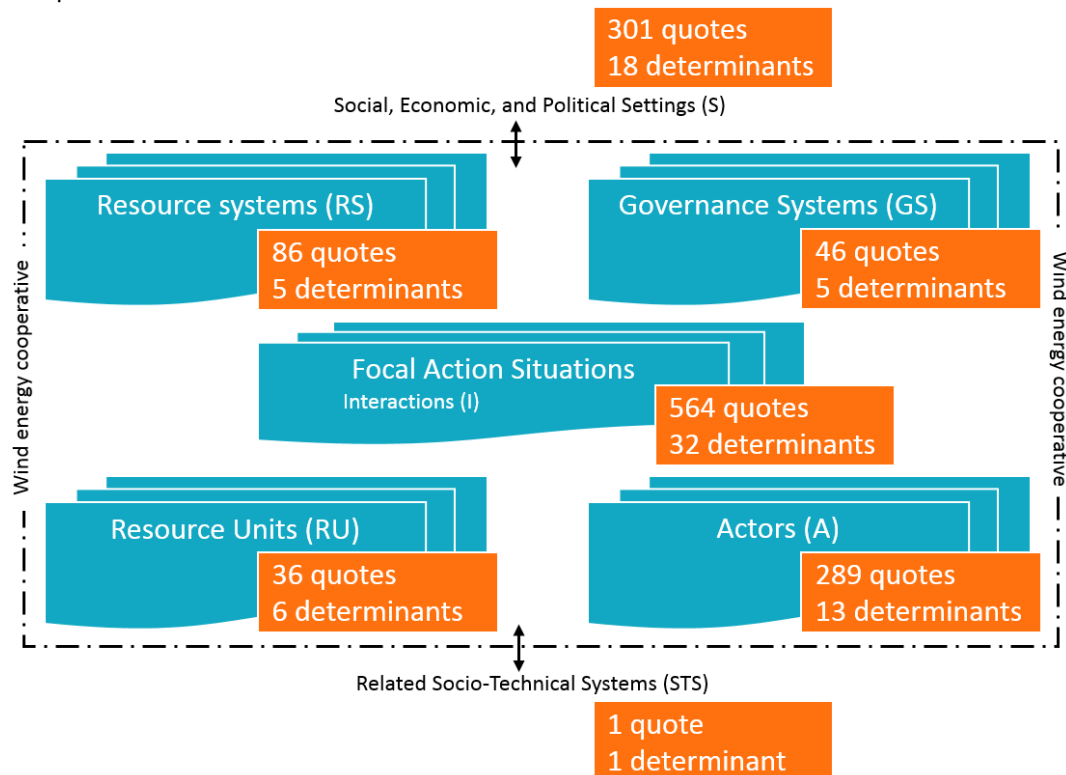 301 quotes
18 determinants
Social, Economic, and Political Settings (S)
Wind energy cooperative
Resource systems (RS)
86 quotes
5 determinants
Governance Systems (GS)
46 quotes
5 determinants
Wind energy cooperative
Focal Action Situations
Interactions (I)
564 quotes
32 determinants
Resource Units (RU)
36 quotes
6 determinants
Actors (A)
289 quotes
13 determinants
Related Socio-Technical Systems (STS)
1 quote
1 determinant